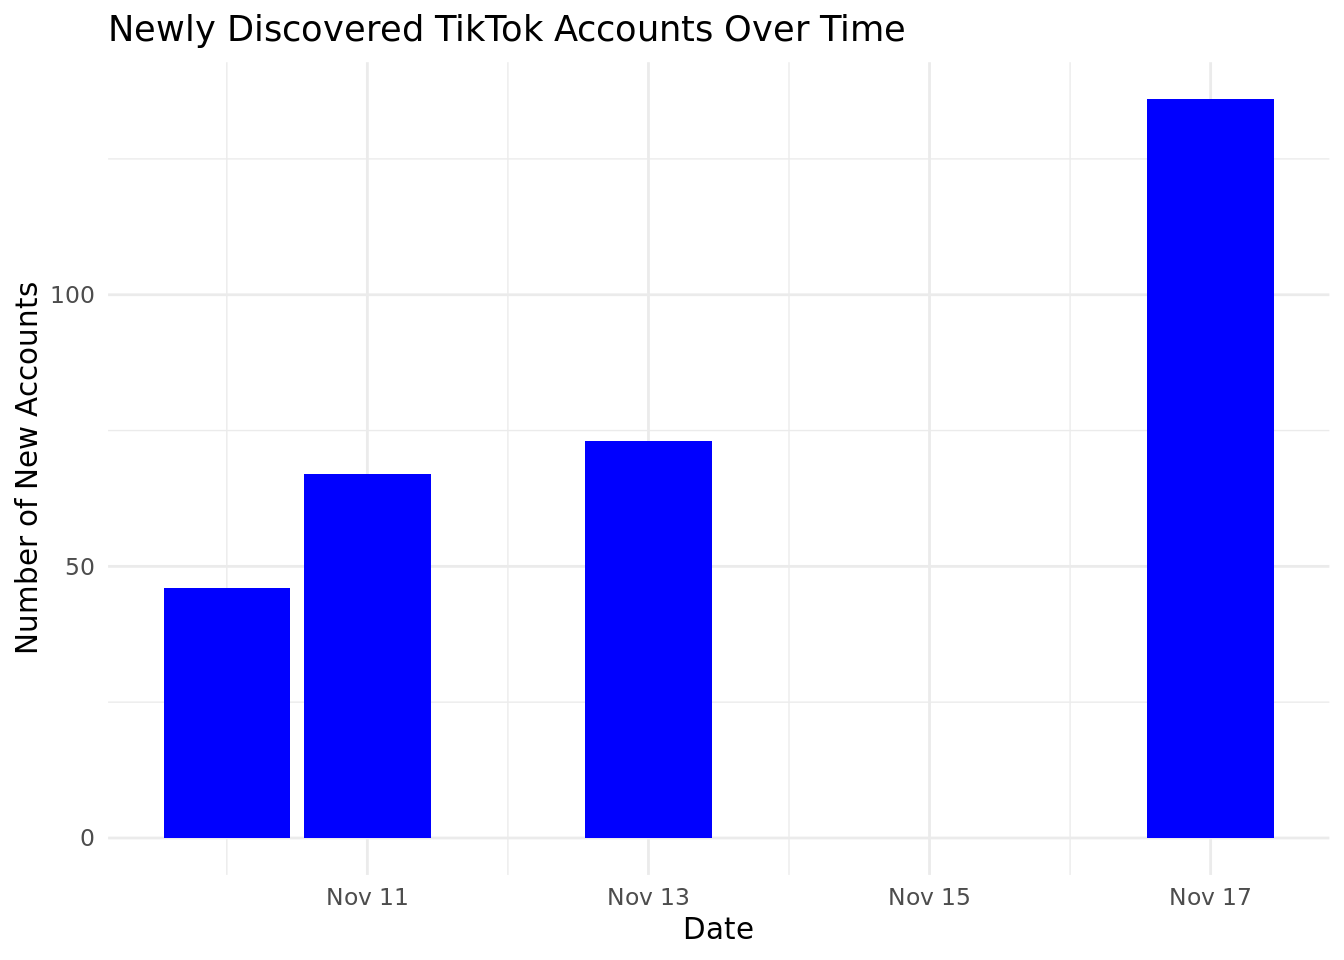 Newly Discovered TikTok Accounts Over Time
Number of New Accounts
100
50
0
Nov 11
Nov 13
Nov 15
Nov 17
Date